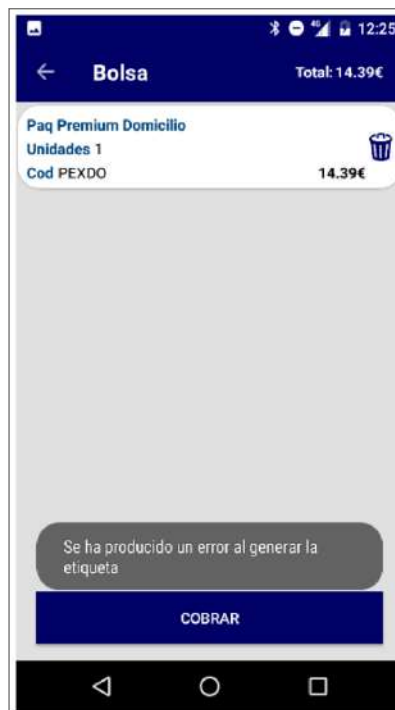 4G 12:25
Bolsa Total: 14.39€
Paq Premium Domicilio
Unidades 1
Cod PEXDO 14.39€
Se ha producido un error al generar la
etiqueta
COBRAR